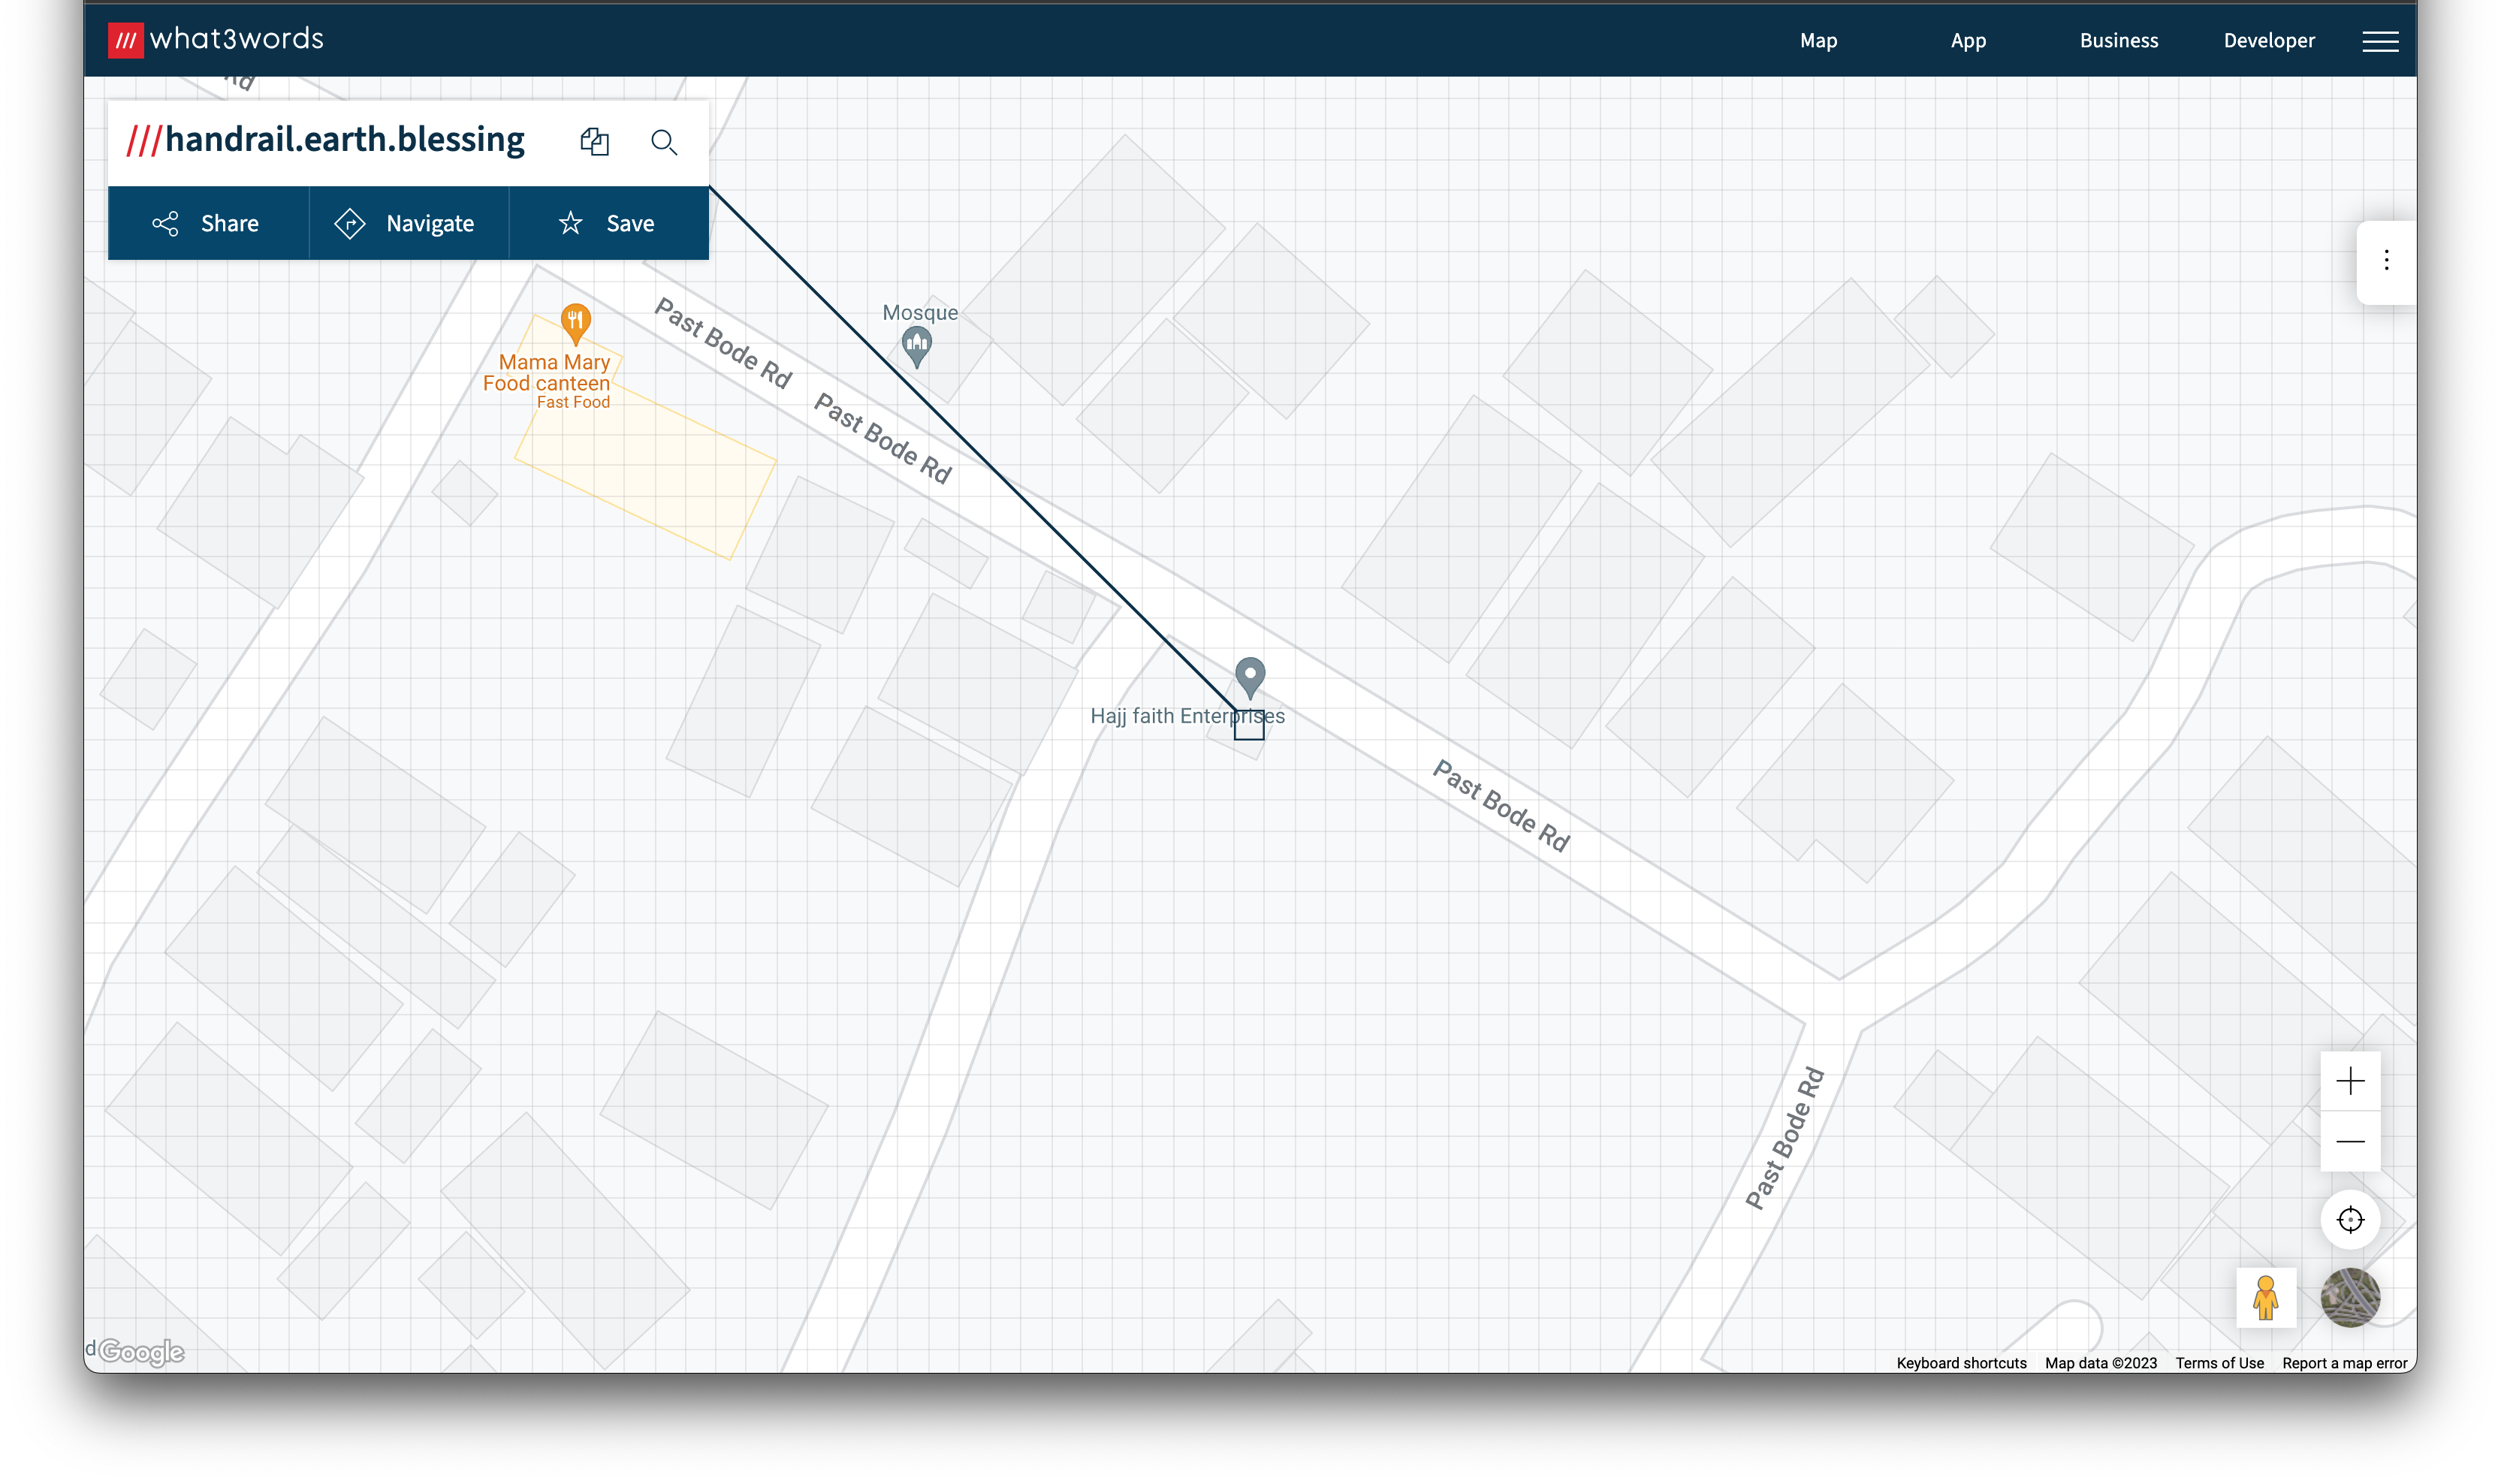 what3words
Map
App
Business
Developer
Rd
///handrail.earth.blessing
Share
Navigate
Save
Past Bode Rd
Mosque
Mama Mary
Food canteen
Fast Food
Past Bode Rd
Hajj faith Enterprises
Past Bode Rd
Past Bode Rd
d
Google
Keyboard shortcuts
Map data ©2023
Terms of Use
Report a map error